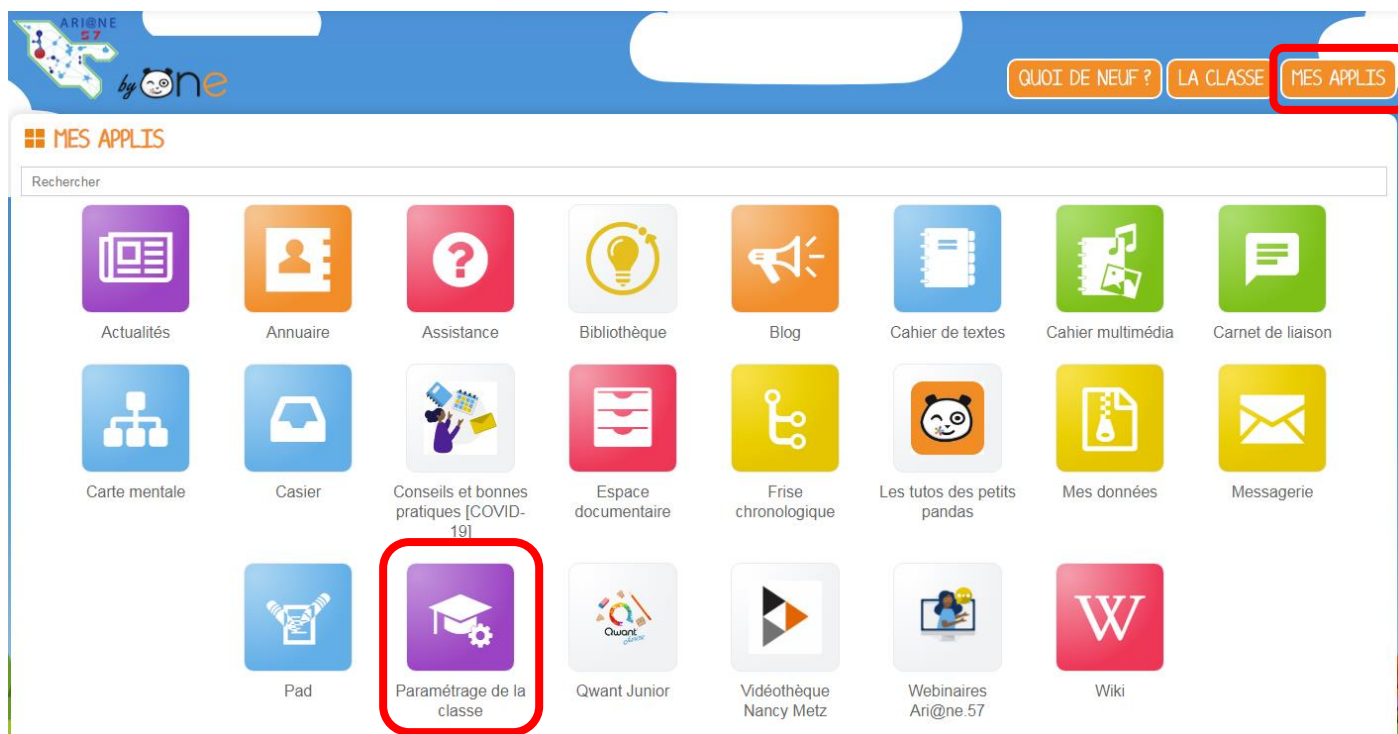 ARI@NE
57
by One
QUOI DE NEUF ?
LA CLASSE
MES APPLIS
MES APPLIS
Rechercher
Actualités
Annuaire
Assistance
Bibliothèque
Blog
Cahier de textes
Cahier multimédia
Carnet de liaison
Carte mentale
Casier
Conseils et bonnes
pratiques [COVID-
19]
Espace
documentaire
Frise
chronologique
Les tutos des petits
pandas
Mes données
Messagerie
W
Qwant
Junior
Pad
Paramétrage de la
classe
Qwant Junior
Vidéothèque
Nancy Metz
Webinaires
Ari@ne.57
Wiki